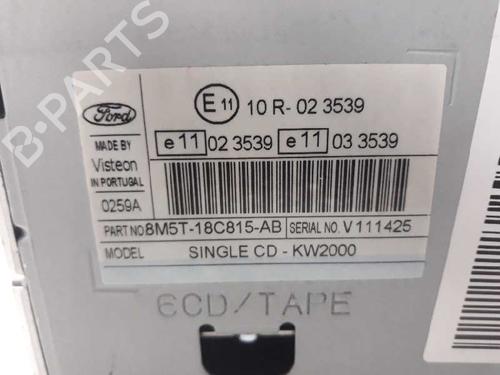 B-PARTS
Ford
MADE BY
Visteon
IN PORTUGAL
0259A
E 11 10 R- 02 3539
e 11 02 3539 e 11 03 3539
PART NO 8M5T-18C815-AB SERIAL NO. V 111425
MODEL SINGLE CD - KW2000
6CD/TAPE